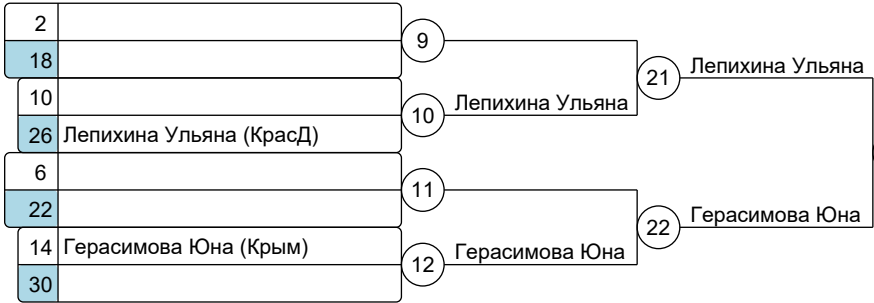 2
18
9
10
26 Лепихина Ульяна (КрасД)
10 Лепихина Ульяна
21 Лепихина Ульяна
6
22
11
14 Герасимова Юна (Крым)
30
12 Герасимова Юна
22 Герасимова Юна